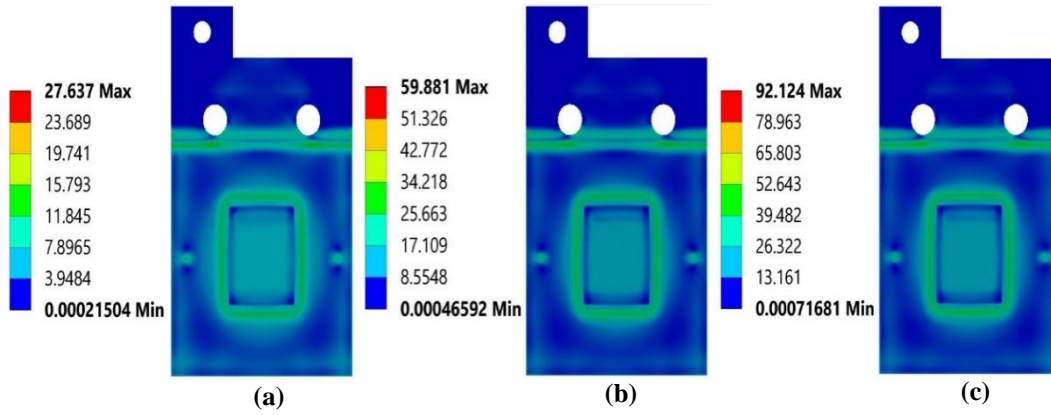 27.637 Max
23.689
19.741
15.793
11.845
7.8965
3.9484
0.00021504 Min
(a)
59.881 Max
51.326
42.772
34.218
25.663
17.109
8.5548
0.00046592 Min
(b)
92.124 Max
78.963
65.803
52.643
39.482
26.322
13.161
0.00071681 Min
(c)